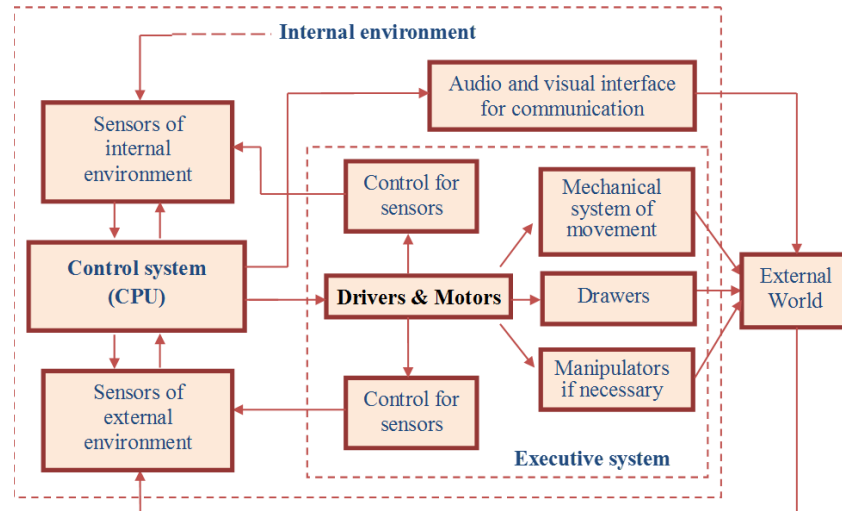 Internal environment
Audio and visual interface
for communication
Sensors of
internal
environment
Control for
sensors
Mechanical
system of
movement
Control system
(CPU)
Drivers & Motors
Drawers
External
World
Sensors of
external
environment
Control for
sensors
Manipulators
if necessary
Executive system